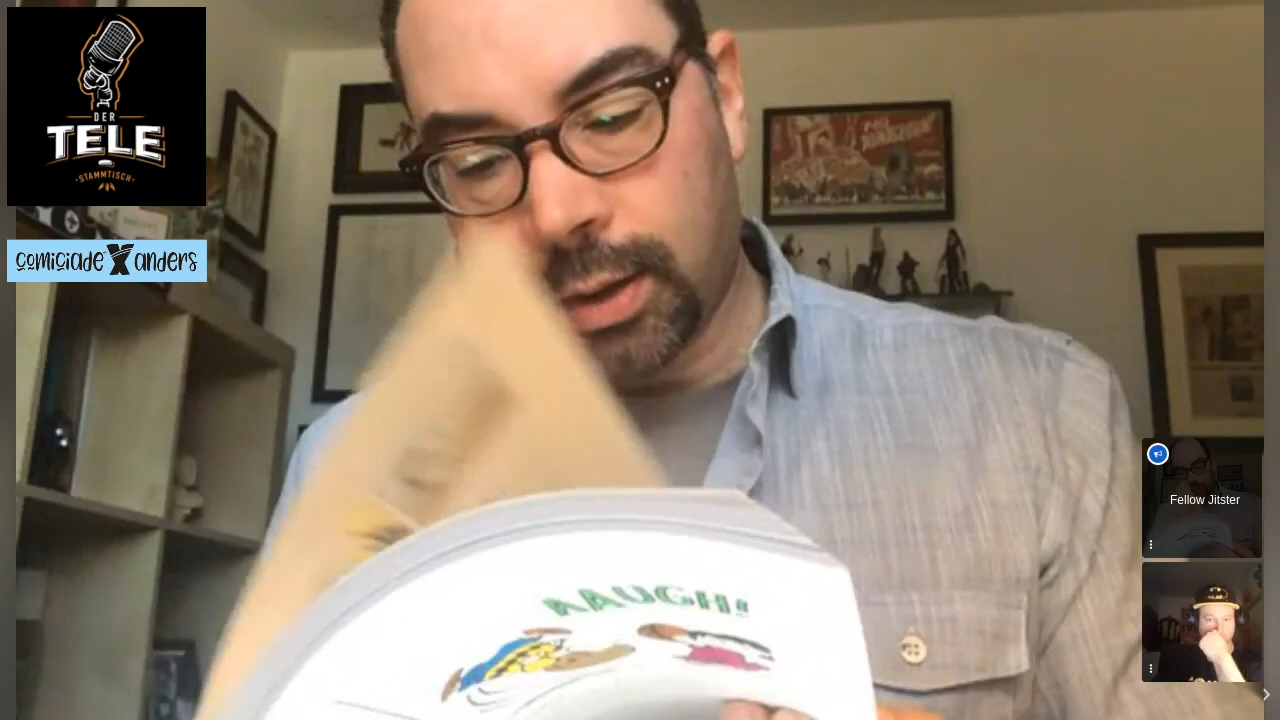 DER
TELE
STAMMTISCH
comiciade X anders
Fellow Jitster
AAUGH!